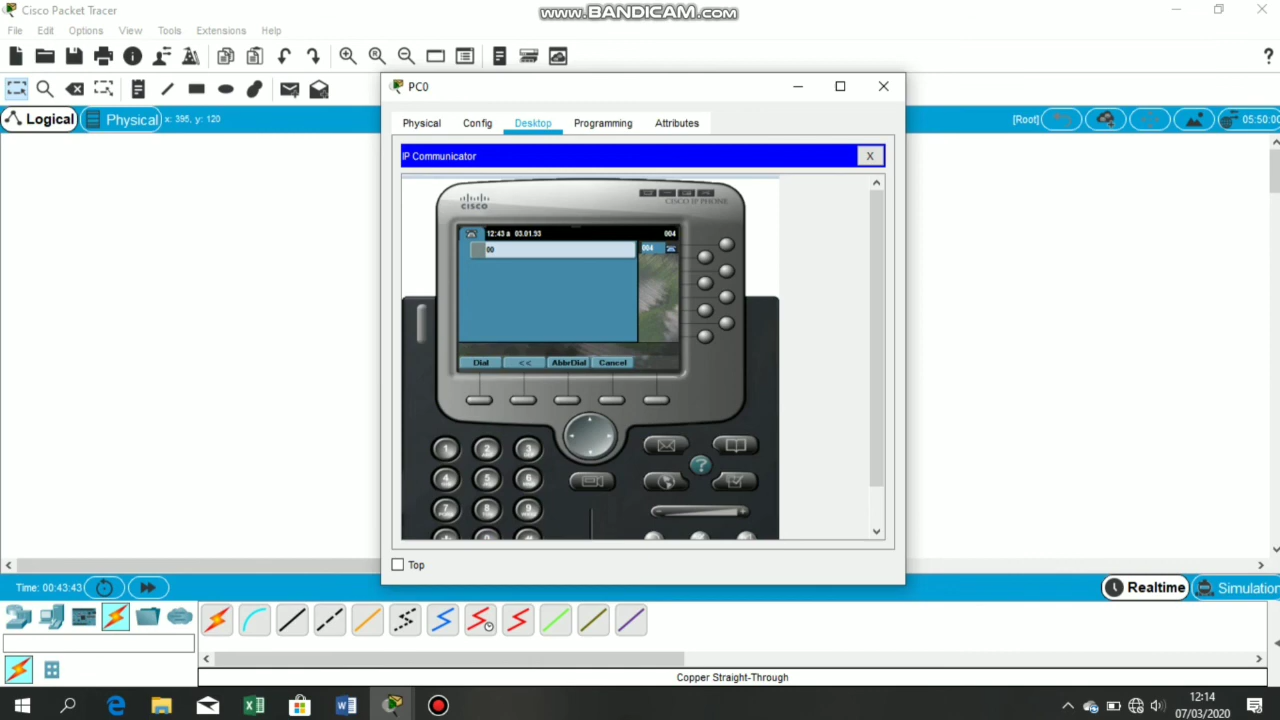 Cisco Packet Tracer
www.BANDICAM.com
File Edit Options View Tools Extensions Help
PC0
Logical
Physical
x: 395, y: 120
[Root]
05:50:00
Physical Config Desktop Programming Attributes
IP Communicator
X
CISCO
CISCO IP PHONE
12:43 a 03.01.93
004
00
004
Dial
<<
AbbrDial
Cancel
1
2
3
4
5
6
7
8
9
Top
Time: 00:43:43
Realtime
Simulation
Copper Straight-Through
12:14
07/03/2020